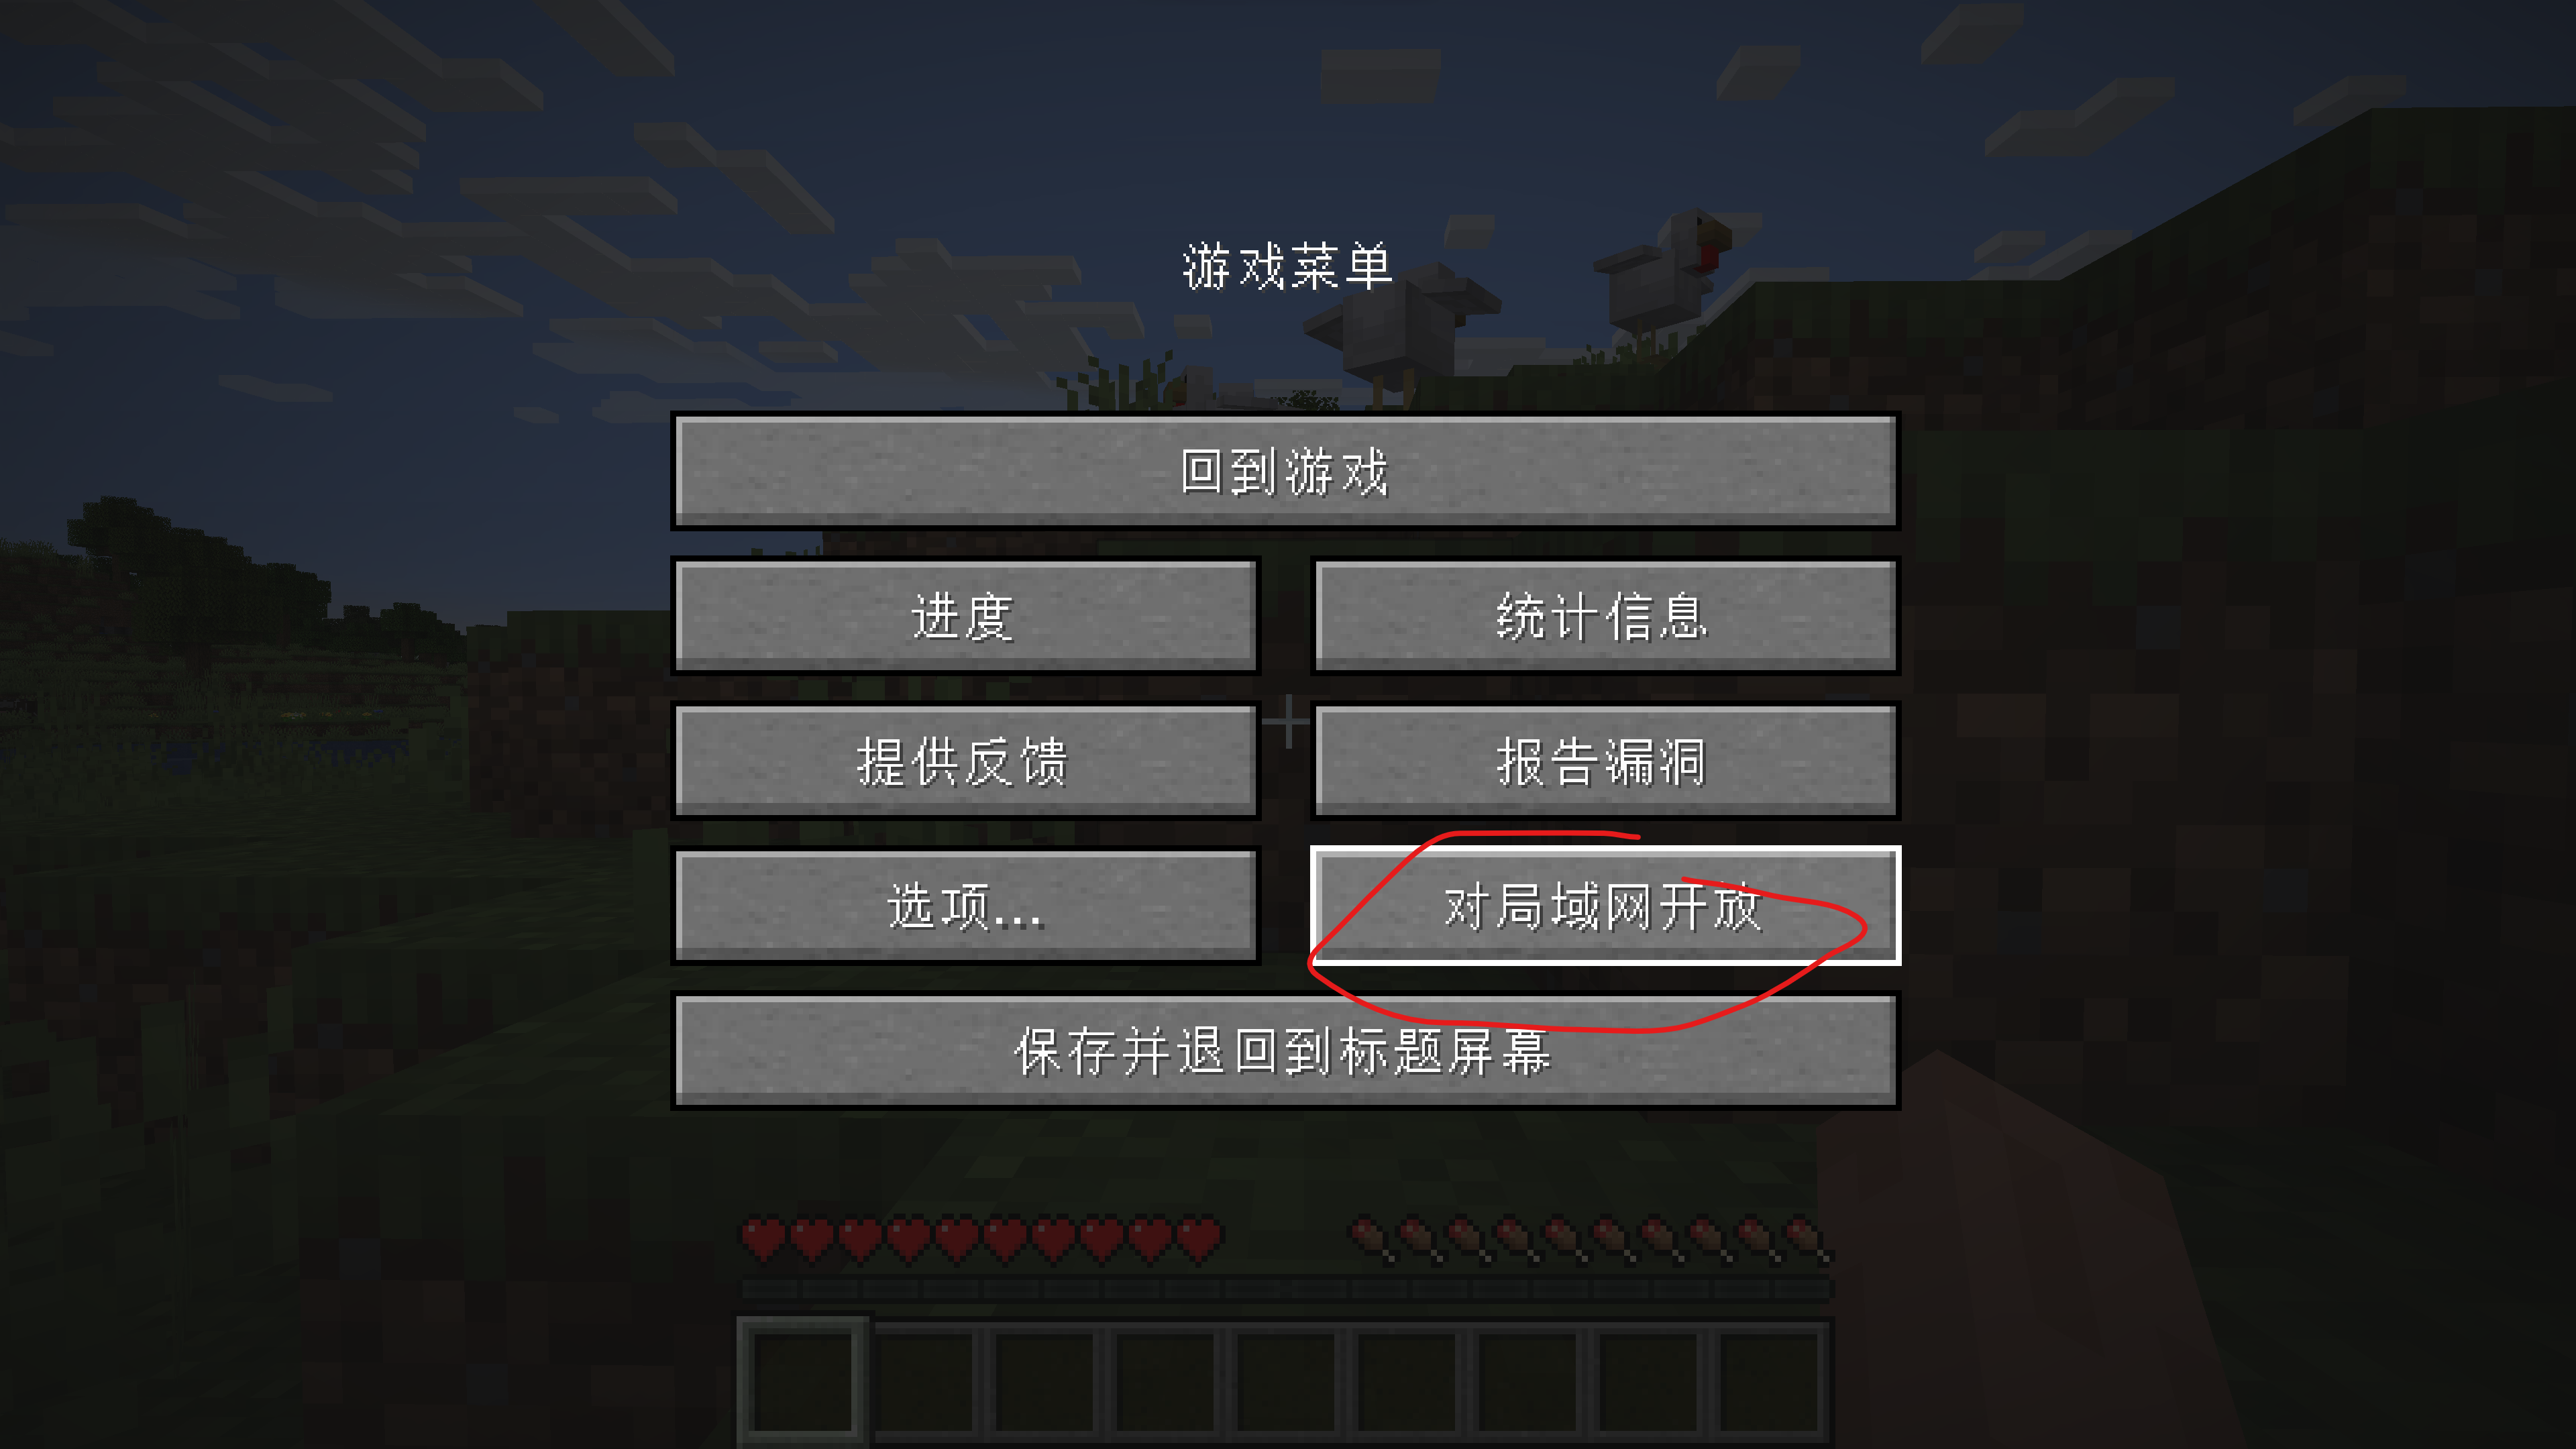 游戏菜单
回到游戏
进度
统计信息
提供反馈
报告漏洞
选项...
对局域网开放
保存并退回到标题屏幕